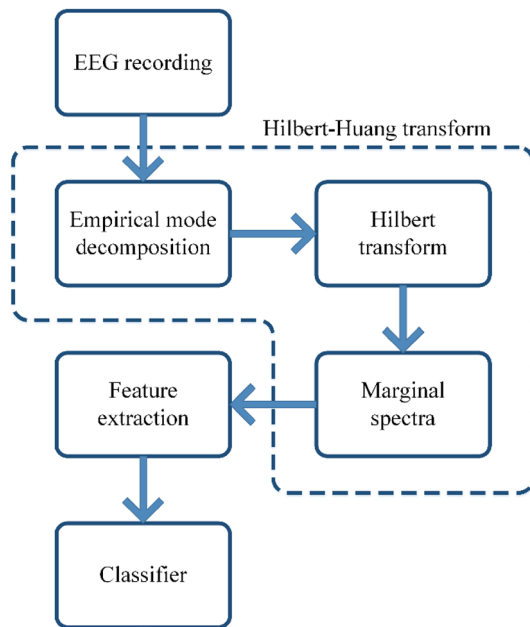 EEG recording
Hilbert-Huang transform
Empirical mode
decomposition
Hilbert
transform
Marginal
spectra
Feature
extraction
Classifier